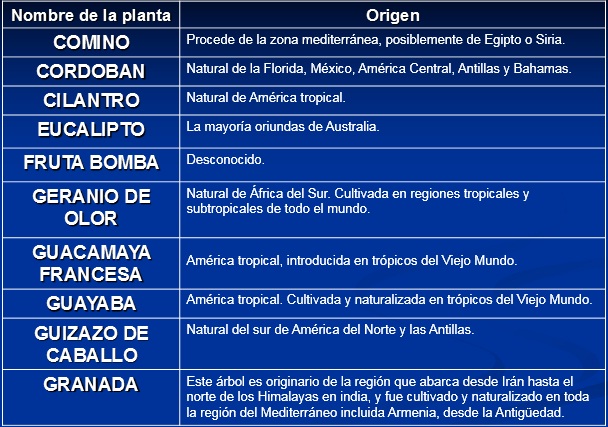 Nombre de la planta Origen
COMINO Procede de la zona mediterránea, posiblemente de Egipto o Siria.
CORDOBAN Natural de la Florida, México, América Central, Antillas y Bahamas.
CILANTRO Natural de América tropical.
EUCALIPTO La mayoría oriundas de Australia.
FRUTA BOMBA Desconocido.
GERANIO DE
OLOR
Natural de África del Sur. Cultivada en regiones tropicales y
subtropicales de todo el mundo.
GUACAMAYA
FRANCESA
América tropical, introducida en trópicos del Viejo Mundo.
GUAYABA América tropical. Cultivada y naturalizada en trópicos del Viejo Mundo.
GUIZAZO DE
CABALLO
Natural del sur de América del Norte y las Antillas.
GRANADA Este árbol es originario de la región que abarca desde Irán hasta el
norte de los Himalayas en india, y fue cultivado y naturalizado en toda
la región del Mediterráneo incluida Armenia, desde la Antigüedad.